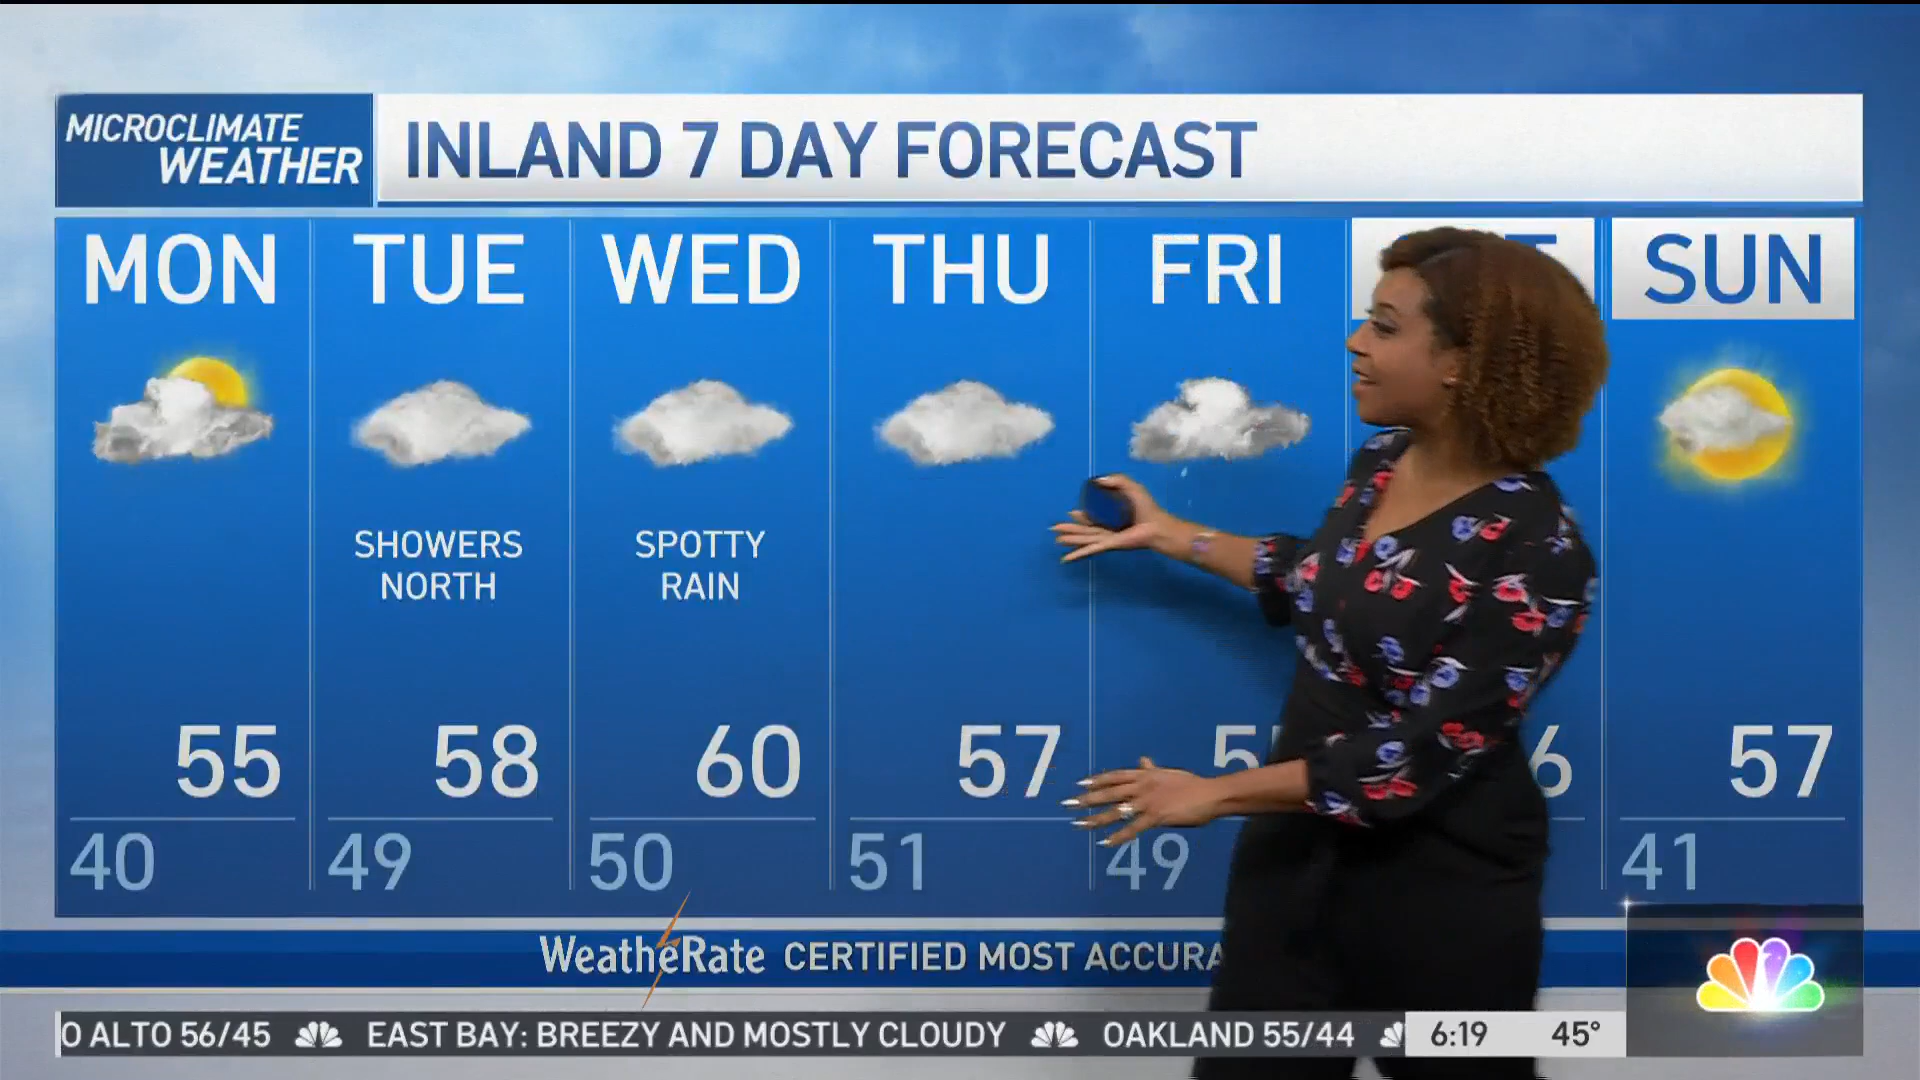 MICROCLIMATE
WEATHER
INLAND 7 DAY FORECAST
MON
TUE
WED
THU
FRI
SUN
SHOWERS
NORTH
SPOTTY
RAIN
55
58
60
57
57
40
49
50
51
49
41
WeatheRate CERTIFIED MOST
O ALTO 56/45
EAST BAY: BREEZY AND MOSTLY CLOUDY
OAKLAND 55/44
6:19
45°